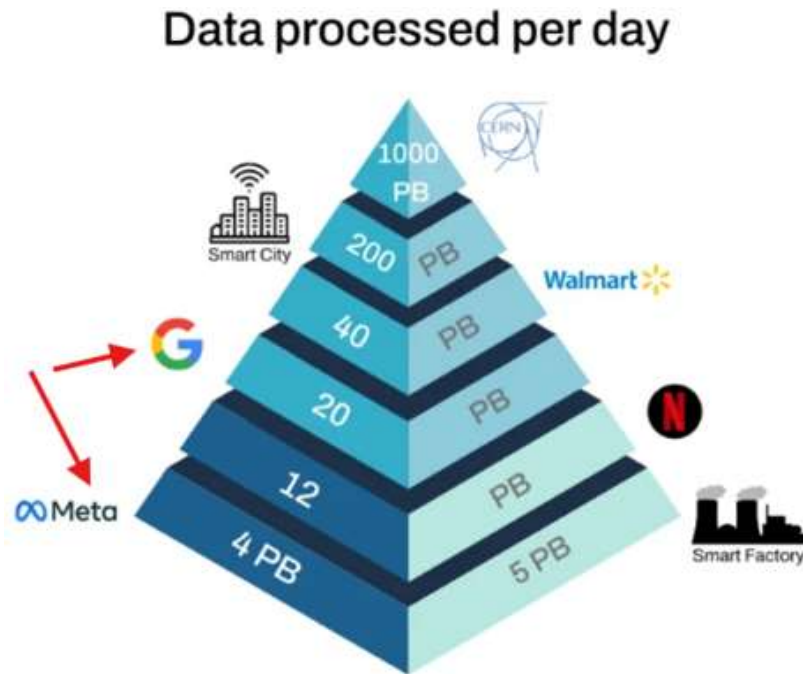 Data processed per day
CERN
1000
PB
Smart City
200 PB
Walmart
40 PB
20 PB
12 PB
Meta
4 PB 5 PB
Smart Factory